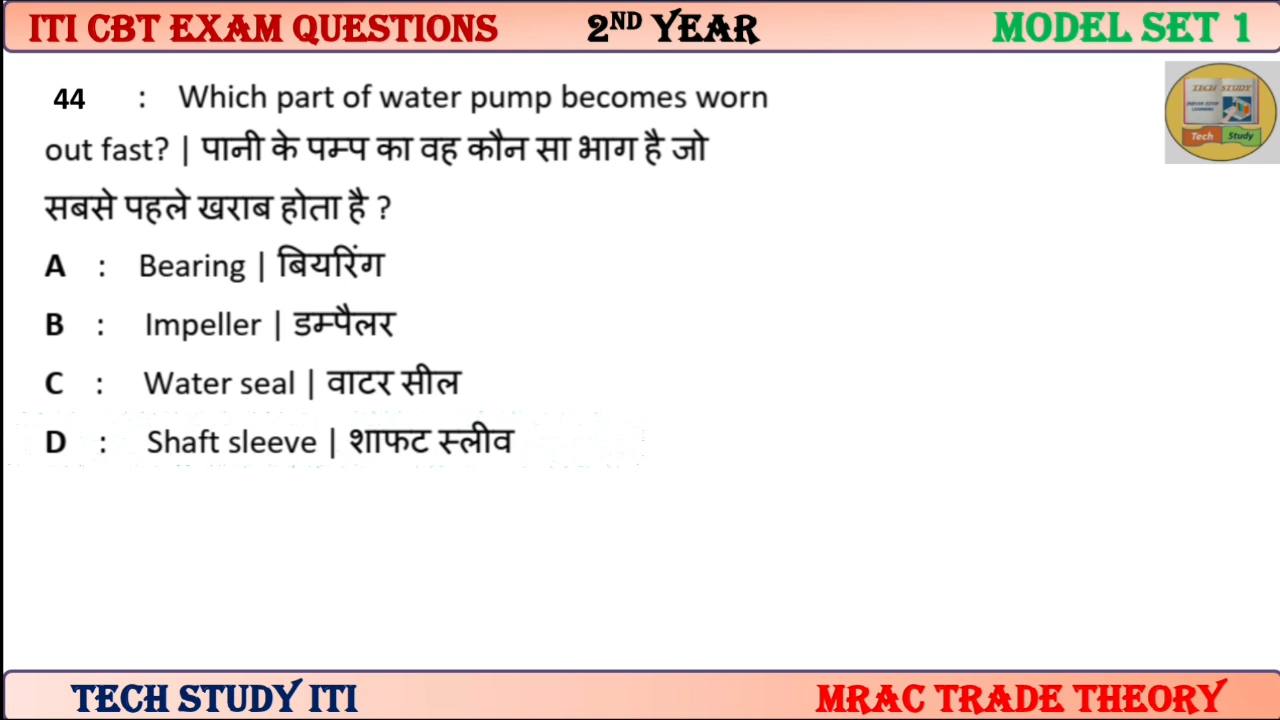 ITI CBT EXAM QUESTIONS 2ND YEAR MODEL SET 1
TECH STUDY
Tech Study
44 : Which part of water pump becomes worn
out fast? | पानी के पम्प का वह कौन सा भाग है जो
सबसे पहले खराब होता है ?
A : Bearing | बियरिंग
B : Impeller | डम्पैलर
C : Water seal | वाटर सील
D : Shaft sleeve | शाफट स्लीव
TECH STUDY ITI MRAC TRADE THEORY